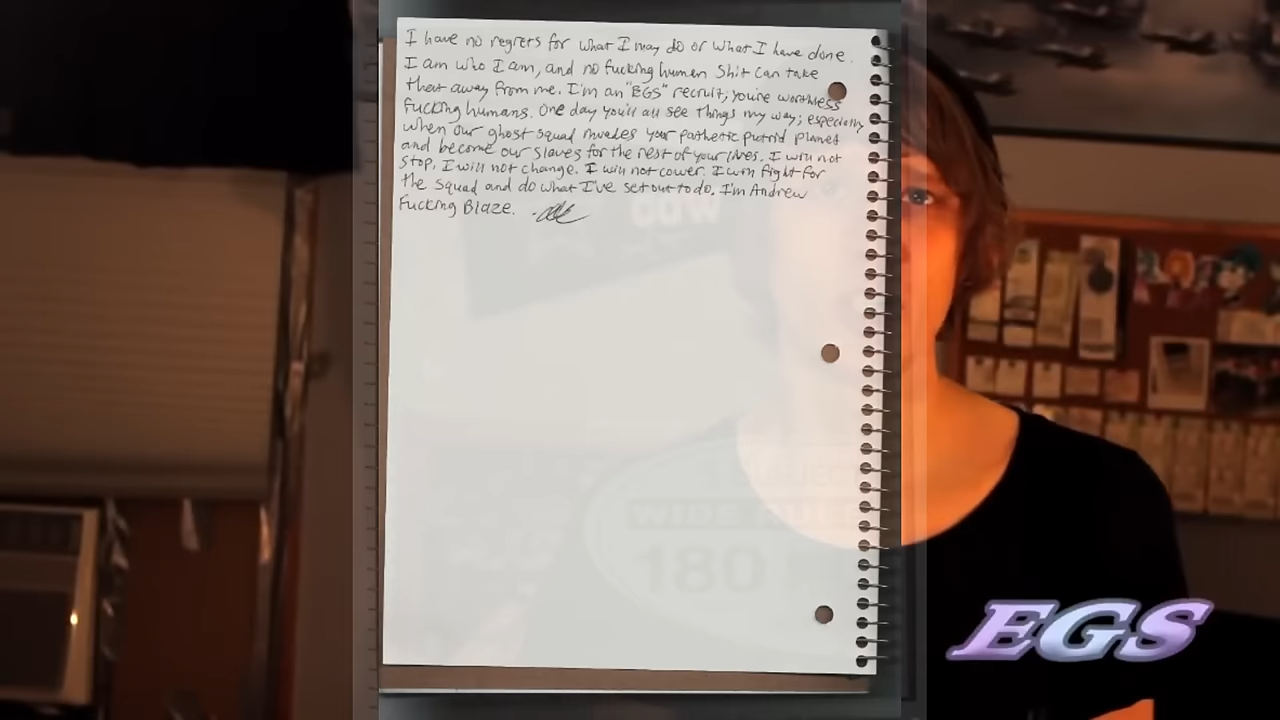 I have no regrets for what I may do or what I have done.
I am who I am, and no fucking human shit can take
that away from me. I'm an "EGS" recruit; you're worthless
fucking humans. One day you'll all see things my way; especially
when our ghost squad invades your pathetic putrid planet
and become our slaves for the rest of your lives. I will not
stop. I will not change. I will not cower. I will fight for
the squad and do what I've set out to do. I'm Andrew
Fucking Blaze.
WIDE RULE
180
EGS